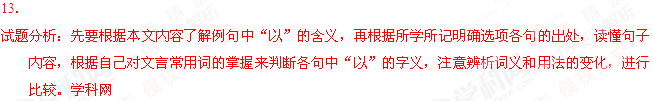 13.
试题分析：先要根据本文内容了解例句中“以”的含义，再根据所学所记明确选项各句的出处，读懂句子
内容，根据自己对文言常用词的掌握来判断各句中“以”的字义，注意辨析词义和用法的变化，进行
比较。学科网